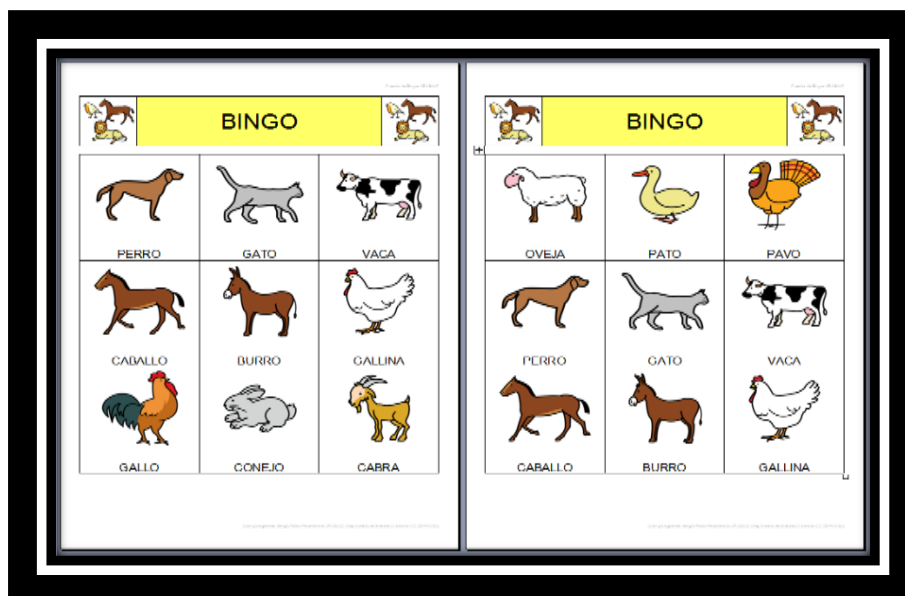 BINGO
PERRO GATO VACA
CABALLO BURRO GALLINA
GALLO CONEJO CABRA
BINGO
OVEJA PATO PAVO
PERRO GATO VACA
CABALLO BURRO GALLINA